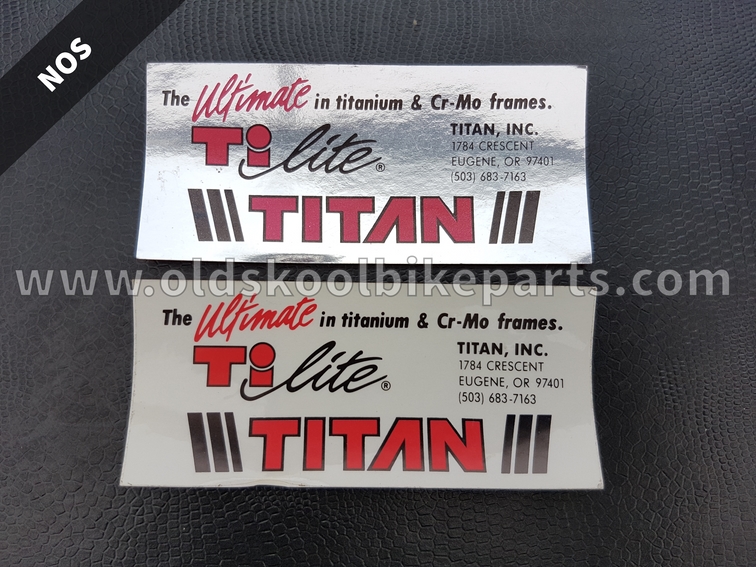 NOS
The Ultimate in titanium & Cr-Mo frames.
Ti lite®
TITAN, INC.
1784 CRESCENT
EUGENE, OR 97401
(503) 683-7163
TITAN
www.oldskoolbikeparts.com
The Ultimate in titanium & Cr-Mo frames.
Ti lite®
TITAN, INC.
1784 CRESCENT
EUGENE, OR 97401
(503) 683-7163
TITAN